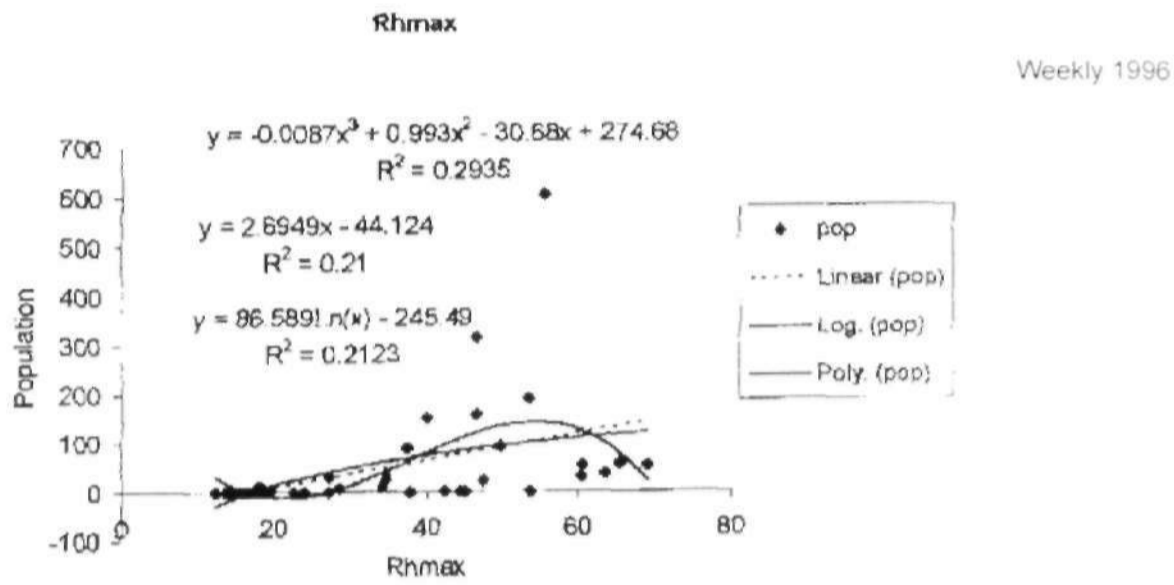 Rhmax
Weekly 1996
y = -0.0087x³ + 0.993x² - 30.68x + 274.68
R² = 0.2935
y = 2.6949x - 44.124
R² = 0.21
y = 86.589Ln(x) - 245.49
R² = 0.2123
700
600
500
400
300
200
100
0
-100
Population
0
20
40
60
80
Rhmax
pop
Linear (pop)
Log. (pop)
Poly. (pop)